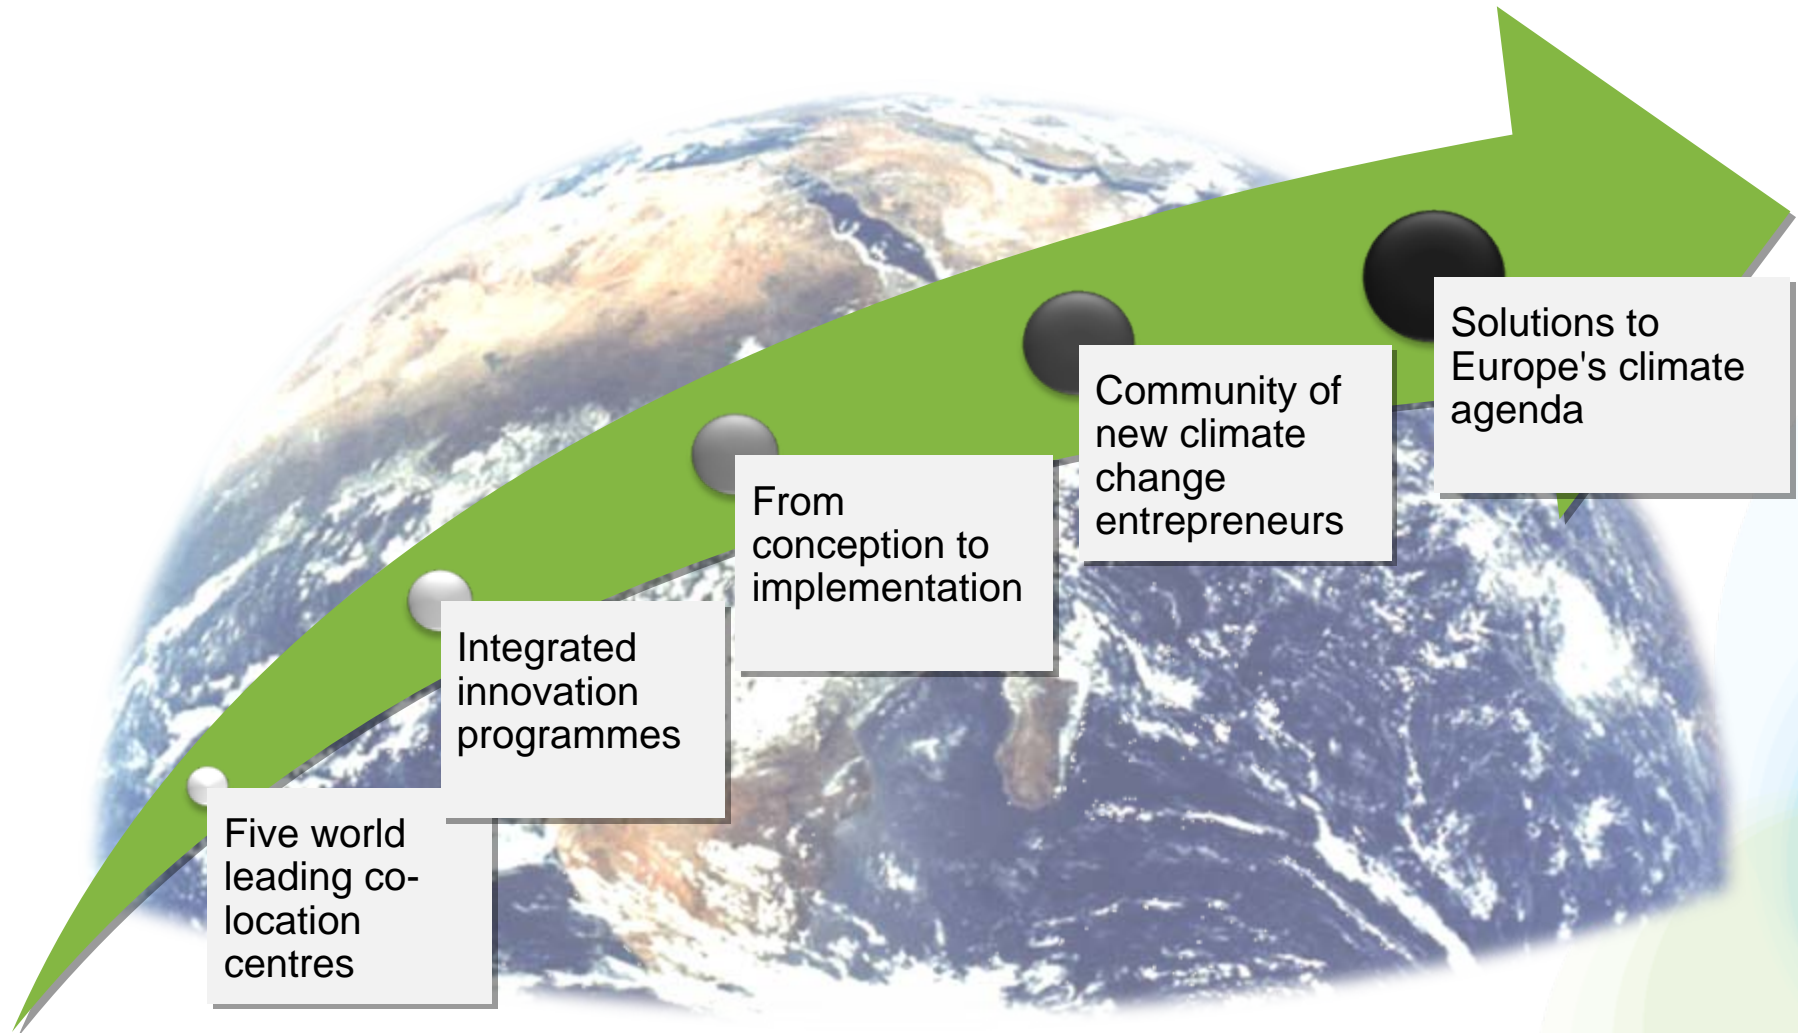 Five world
leading co-
location
centres
Integrated
innovation
programmes
From
conception to
implementation
Community of
new climate
change
entrepreneurs
Solutions to
Europe's climate
agenda